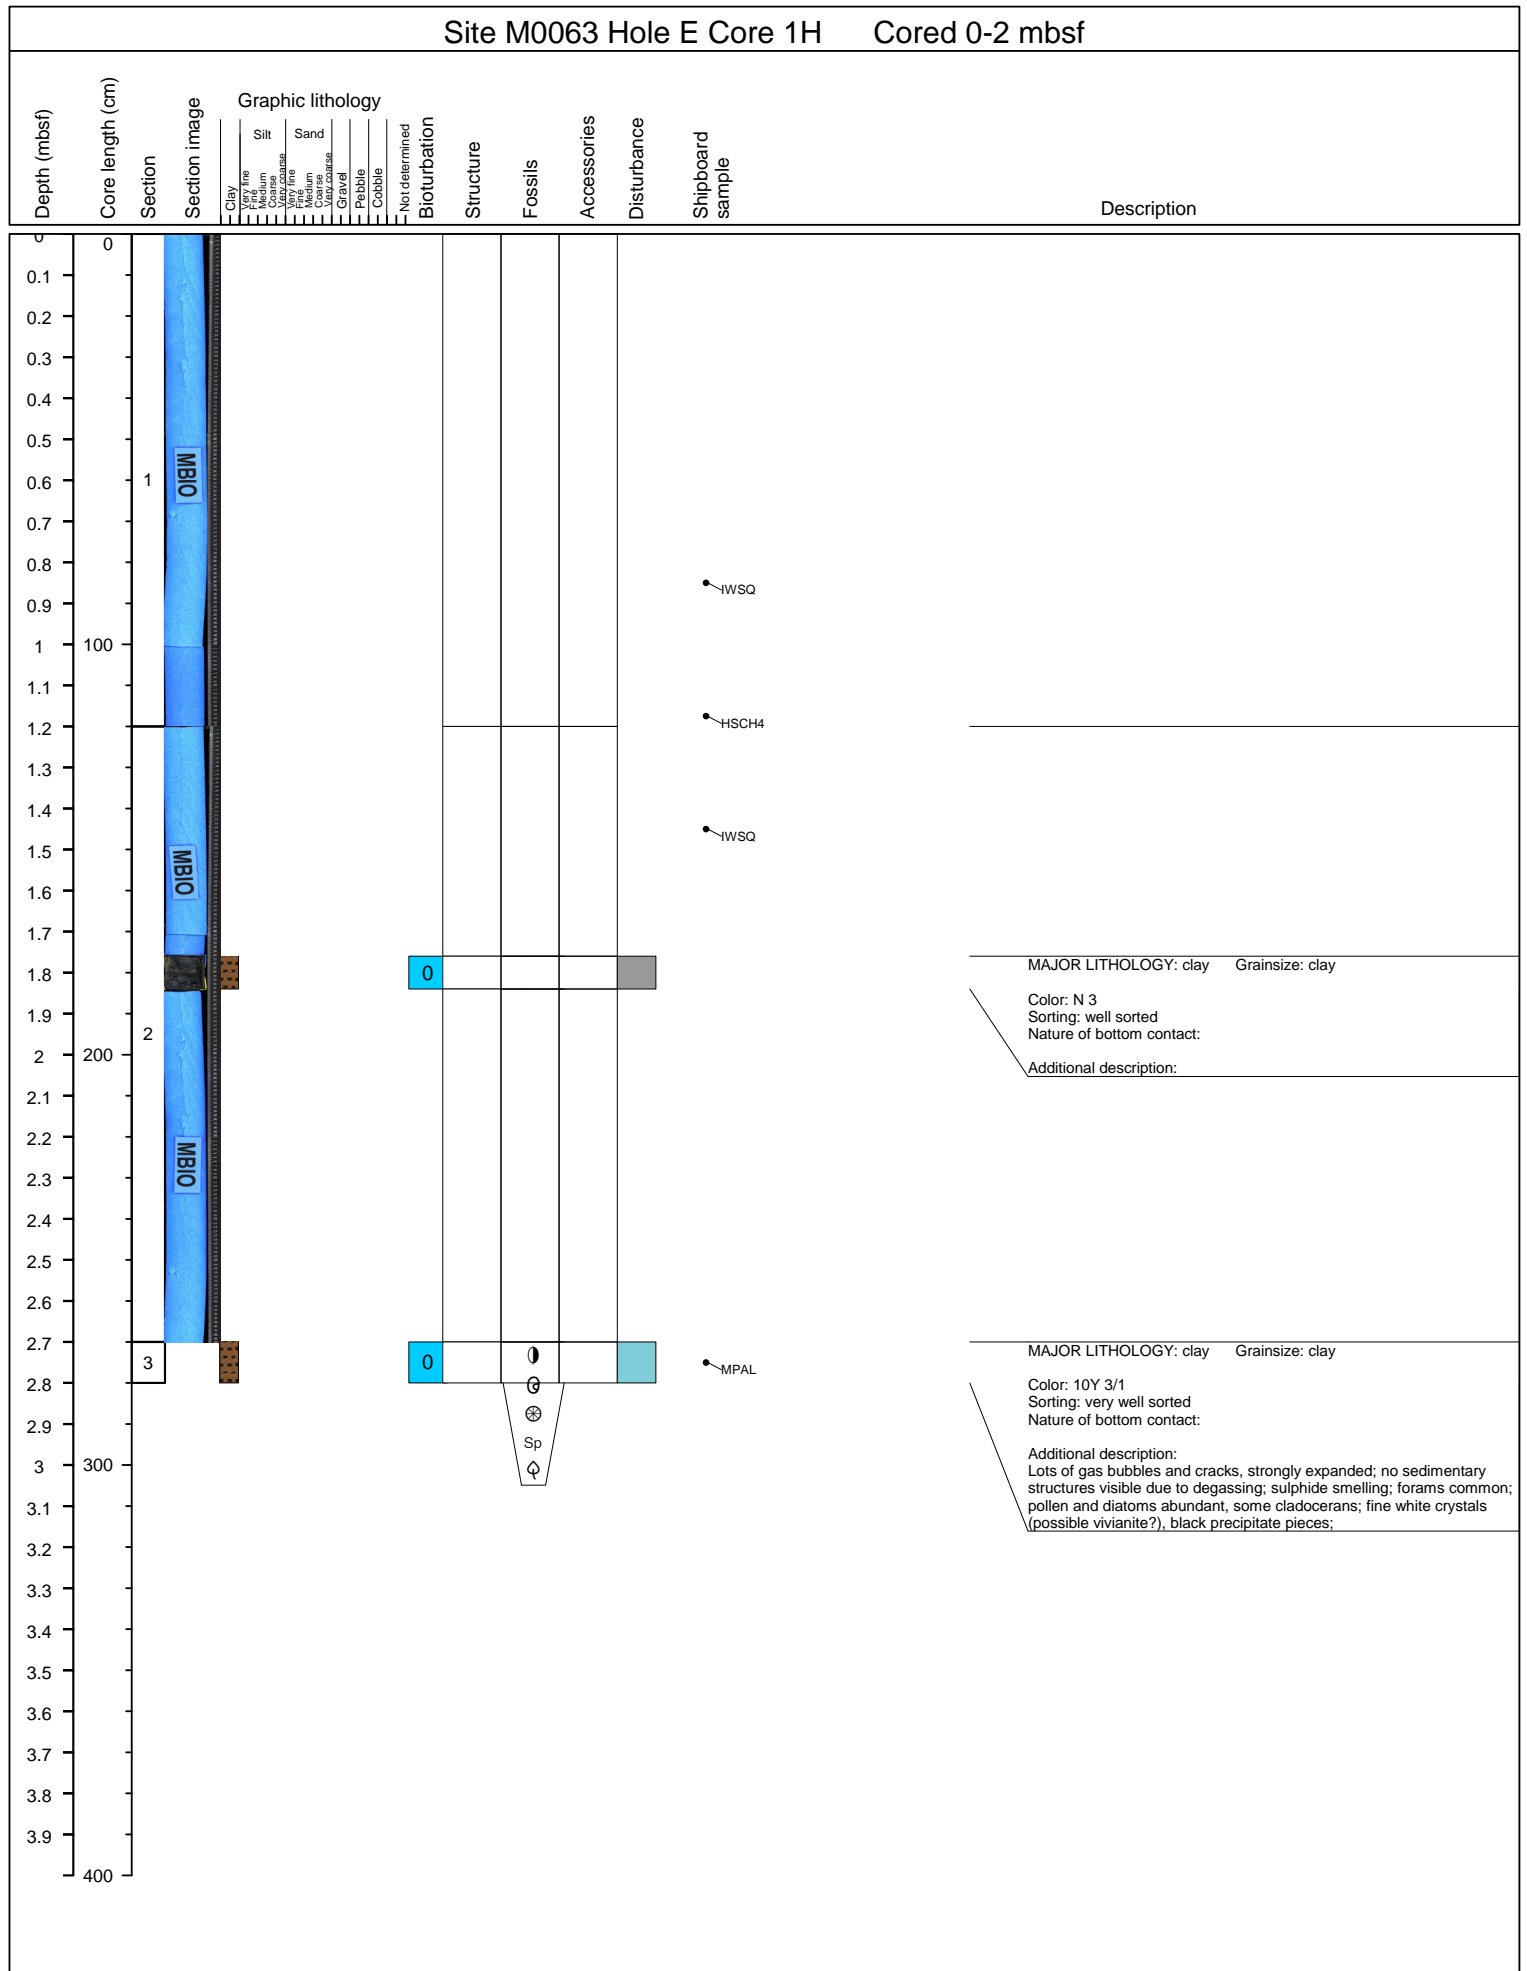 Site M0063 Hole E Core 1H Cored 0-2 mbsf
Depth (mbsf)
Core length (cm)
Section
Section image
Graphic lithology
Clay
Silt
Very fine
Fine
Medium
Coarse
Very coarse
Sand
Very fine
Fine
Medium
Coarse
Very coarse
Gravel
Pebble
Cobble
Not determined
Bioturbation
Structure
Fossils
Accessories
Disturbance
Shipboard
sample
Description
0
0.1
0.2
0.3
0.4
0.5
0.6
0.7
0.8
0.9
1
1.1
1.2
1.3
1.4
1.5
1.6
1.7
1.8
1.9
2
2.1
2.2
2.3
2.4
2.5
2.6
2.7
2.8
2.9
3
3.1
3.2
3.3
3.4
3.5
3.6
3.7
3.8
3.9
0
100
200
300
400
1
2
3
MBIO
MBIO
MBIO
0
0
Sp
IWSQ
HSCH4
IWSQ
MPAL
MAJOR LITHOLOGY: clay Grainsize: clay
Color: N 3
Sorting: well sorted
Nature of bottom contact:
Additional description:
MAJOR LITHOLOGY: clay Grainsize: clay
Color: 10Y 3/1
Sorting: very well sorted
Nature of bottom contact:
Additional description:
Lots of gas bubbles and cracks, strongly expanded; no sedimentary
structures visible due to degassing; sulphide smelling; forams common;
pollen and diatoms abundant, some cladocerans; fine white crystals
(possible vivianite?), black precipitate pieces;